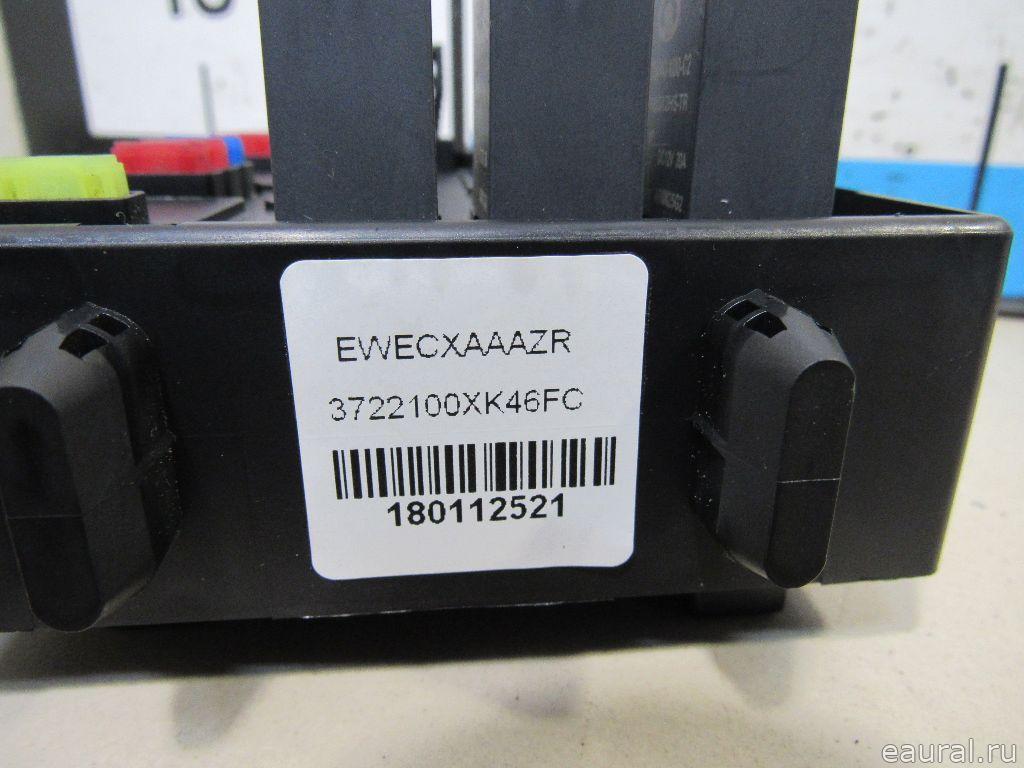 EWECXAAAZR
3722100XK46FC
180112521
eaural.ru